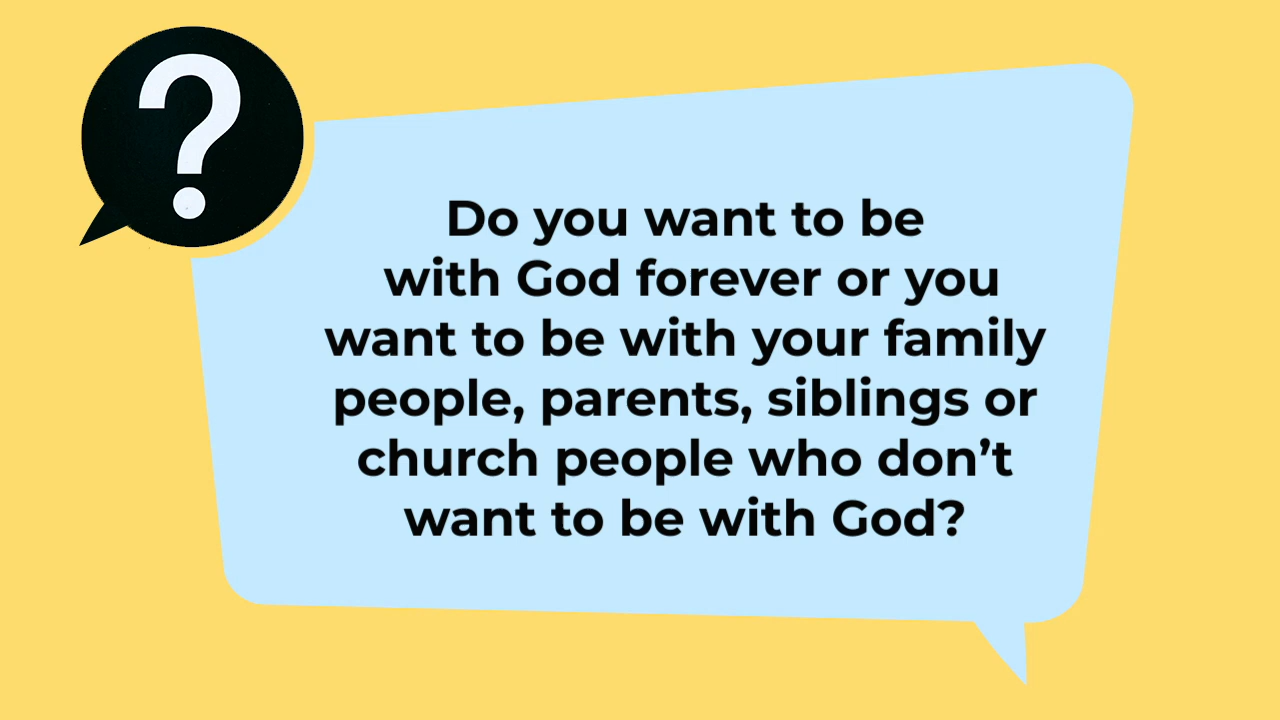 ?
Do you want to be
with God forever or you
want to be with your family
people, parents, siblings or
church people who don’t
want to be with God?